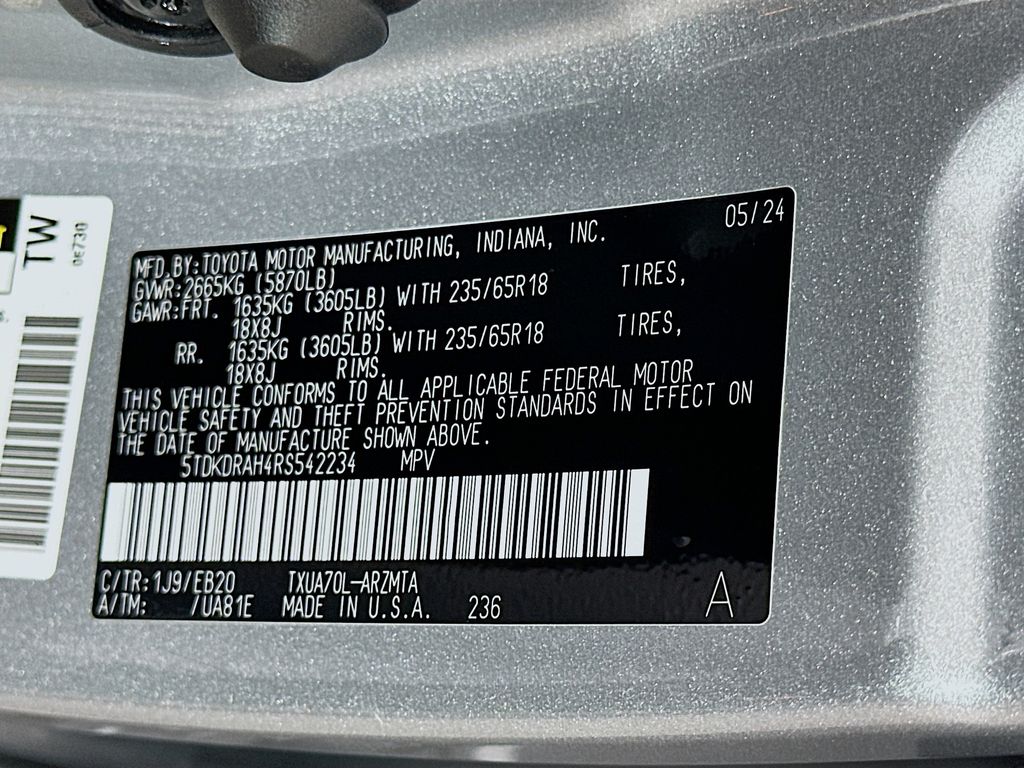 TW
0E730
05/24
MFD.BY:TOYOTA MOTOR MANUFACTURING, INDIANA, INC.
GVWR:2665KG (5870LB)
GAWR:FRT. 1635KG (3605LB) WITH 235/65R18 TIRES,
18X8J RIMS.
RR. 1635KG (3605LB) WITH 235/65R18 TIRES,
18X8J RIMS.
THIS VEHICLE CONFORMS TO ALL APPLICABLE FEDERAL MOTOR
VEHICLE SAFETY AND THEFT PREVENTION STANDARDS IN EFFECT ON
THE DATE OF MANUFACTURE SHOWN ABOVE.
5TDKDRAH4RS542234 MPV
C/TR:1J9/EB20 TXUA70L-ARZMTA
A/TM: /UA81E MADE IN U.S.A. 236
A